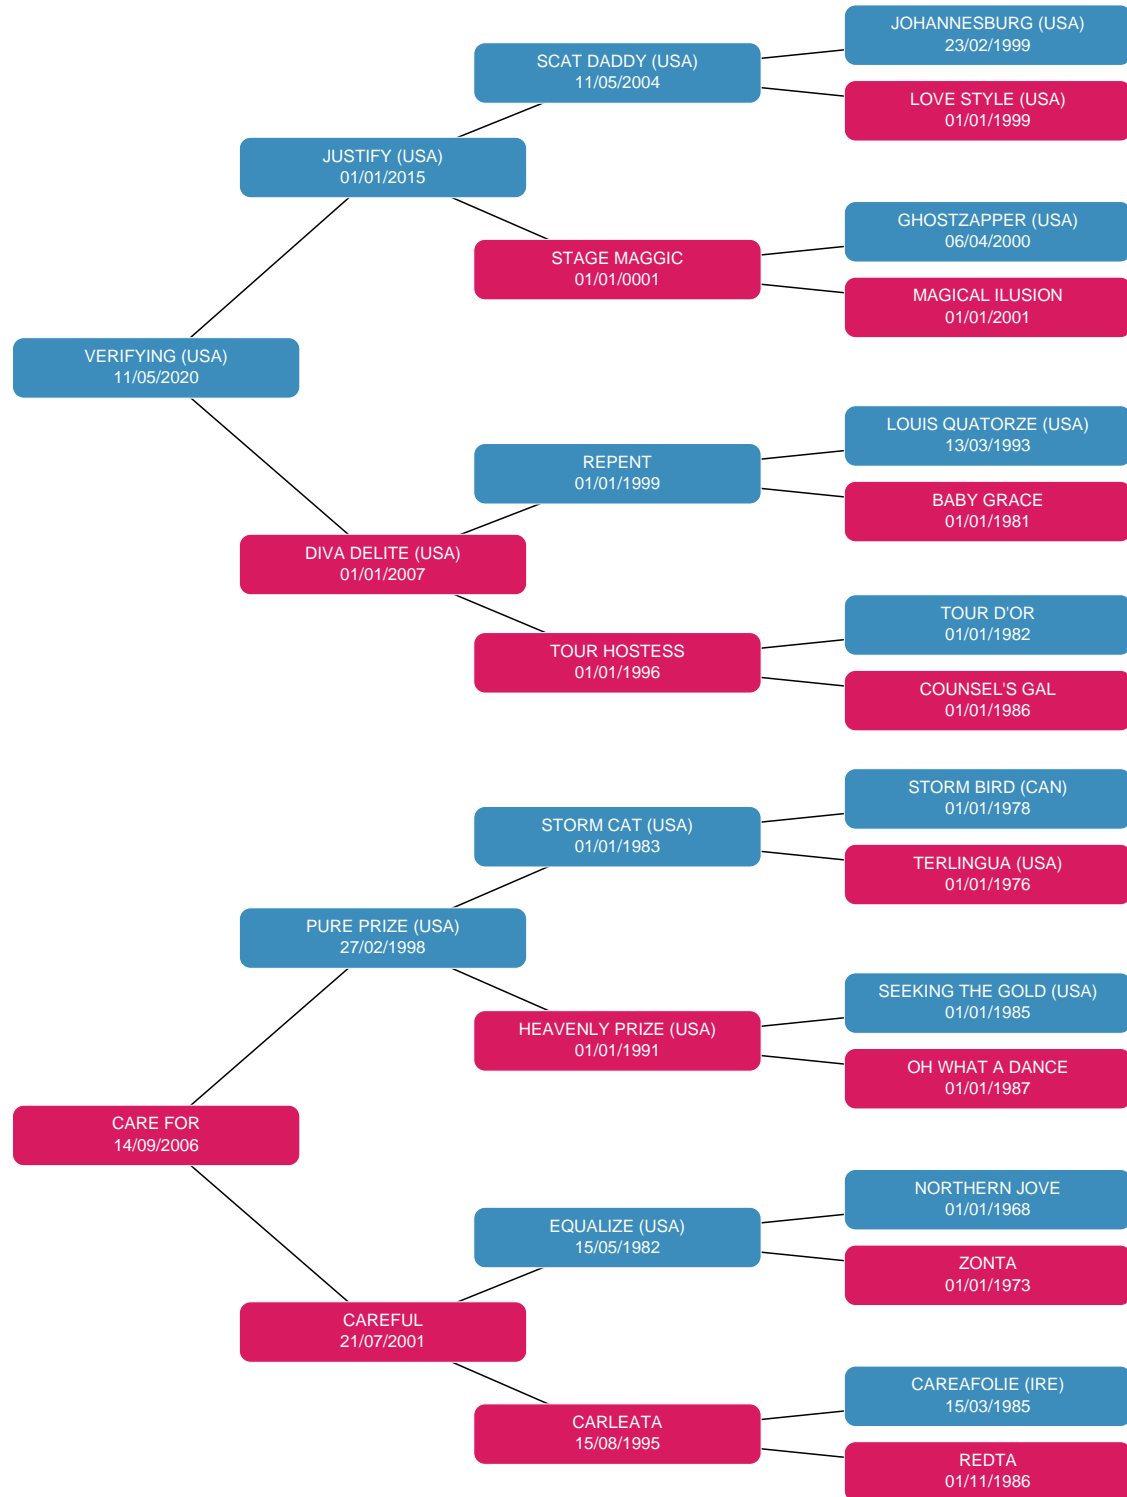 JOHANNESBURG (USA)
23/02/1999
SCAT DADDY (USA)
11/05/2004
LOVE STYLE (USA)
01/01/1999
JUSTIFY (USA)
01/01/2015
GHOSTZAPPER (USA)
06/04/2000
STAGE MAGGIC
01/01/0001
MAGICAL ILUSION
01/01/2001
VERIFYING (USA)
11/05/2020
LOUIS QUATORZE (USA)
13/03/1993
REPENT
01/01/1999
BABY GRACE
01/01/1981
DIVA DELITE (USA)
01/01/2007
TOUR D'OR
01/01/1982
TOUR HOSTESS
01/01/1996
COUNSEL'S GAL
01/01/1986
STORM BIRD (CAN)
01/01/1978
STORM CAT (USA)
01/01/1983
TERLINGUA (USA)
01/01/1976
PURE PRIZE (USA)
27/02/1998
SEEKING THE GOLD (USA)
01/01/1985
HEAVENLY PRIZE (USA)
01/01/1991
OH WHAT A DANCE
01/01/1987
CARE FOR
14/09/2006
NORTHERN JOVE
01/01/1968
EQUALIZE (USA)
15/05/1982
ZONTA
01/01/1973
CAREFUL
21/07/2001
CAREAFOLIE (IRE)
15/03/1985
CARLEATA
15/08/1995
REDTA
01/11/1986